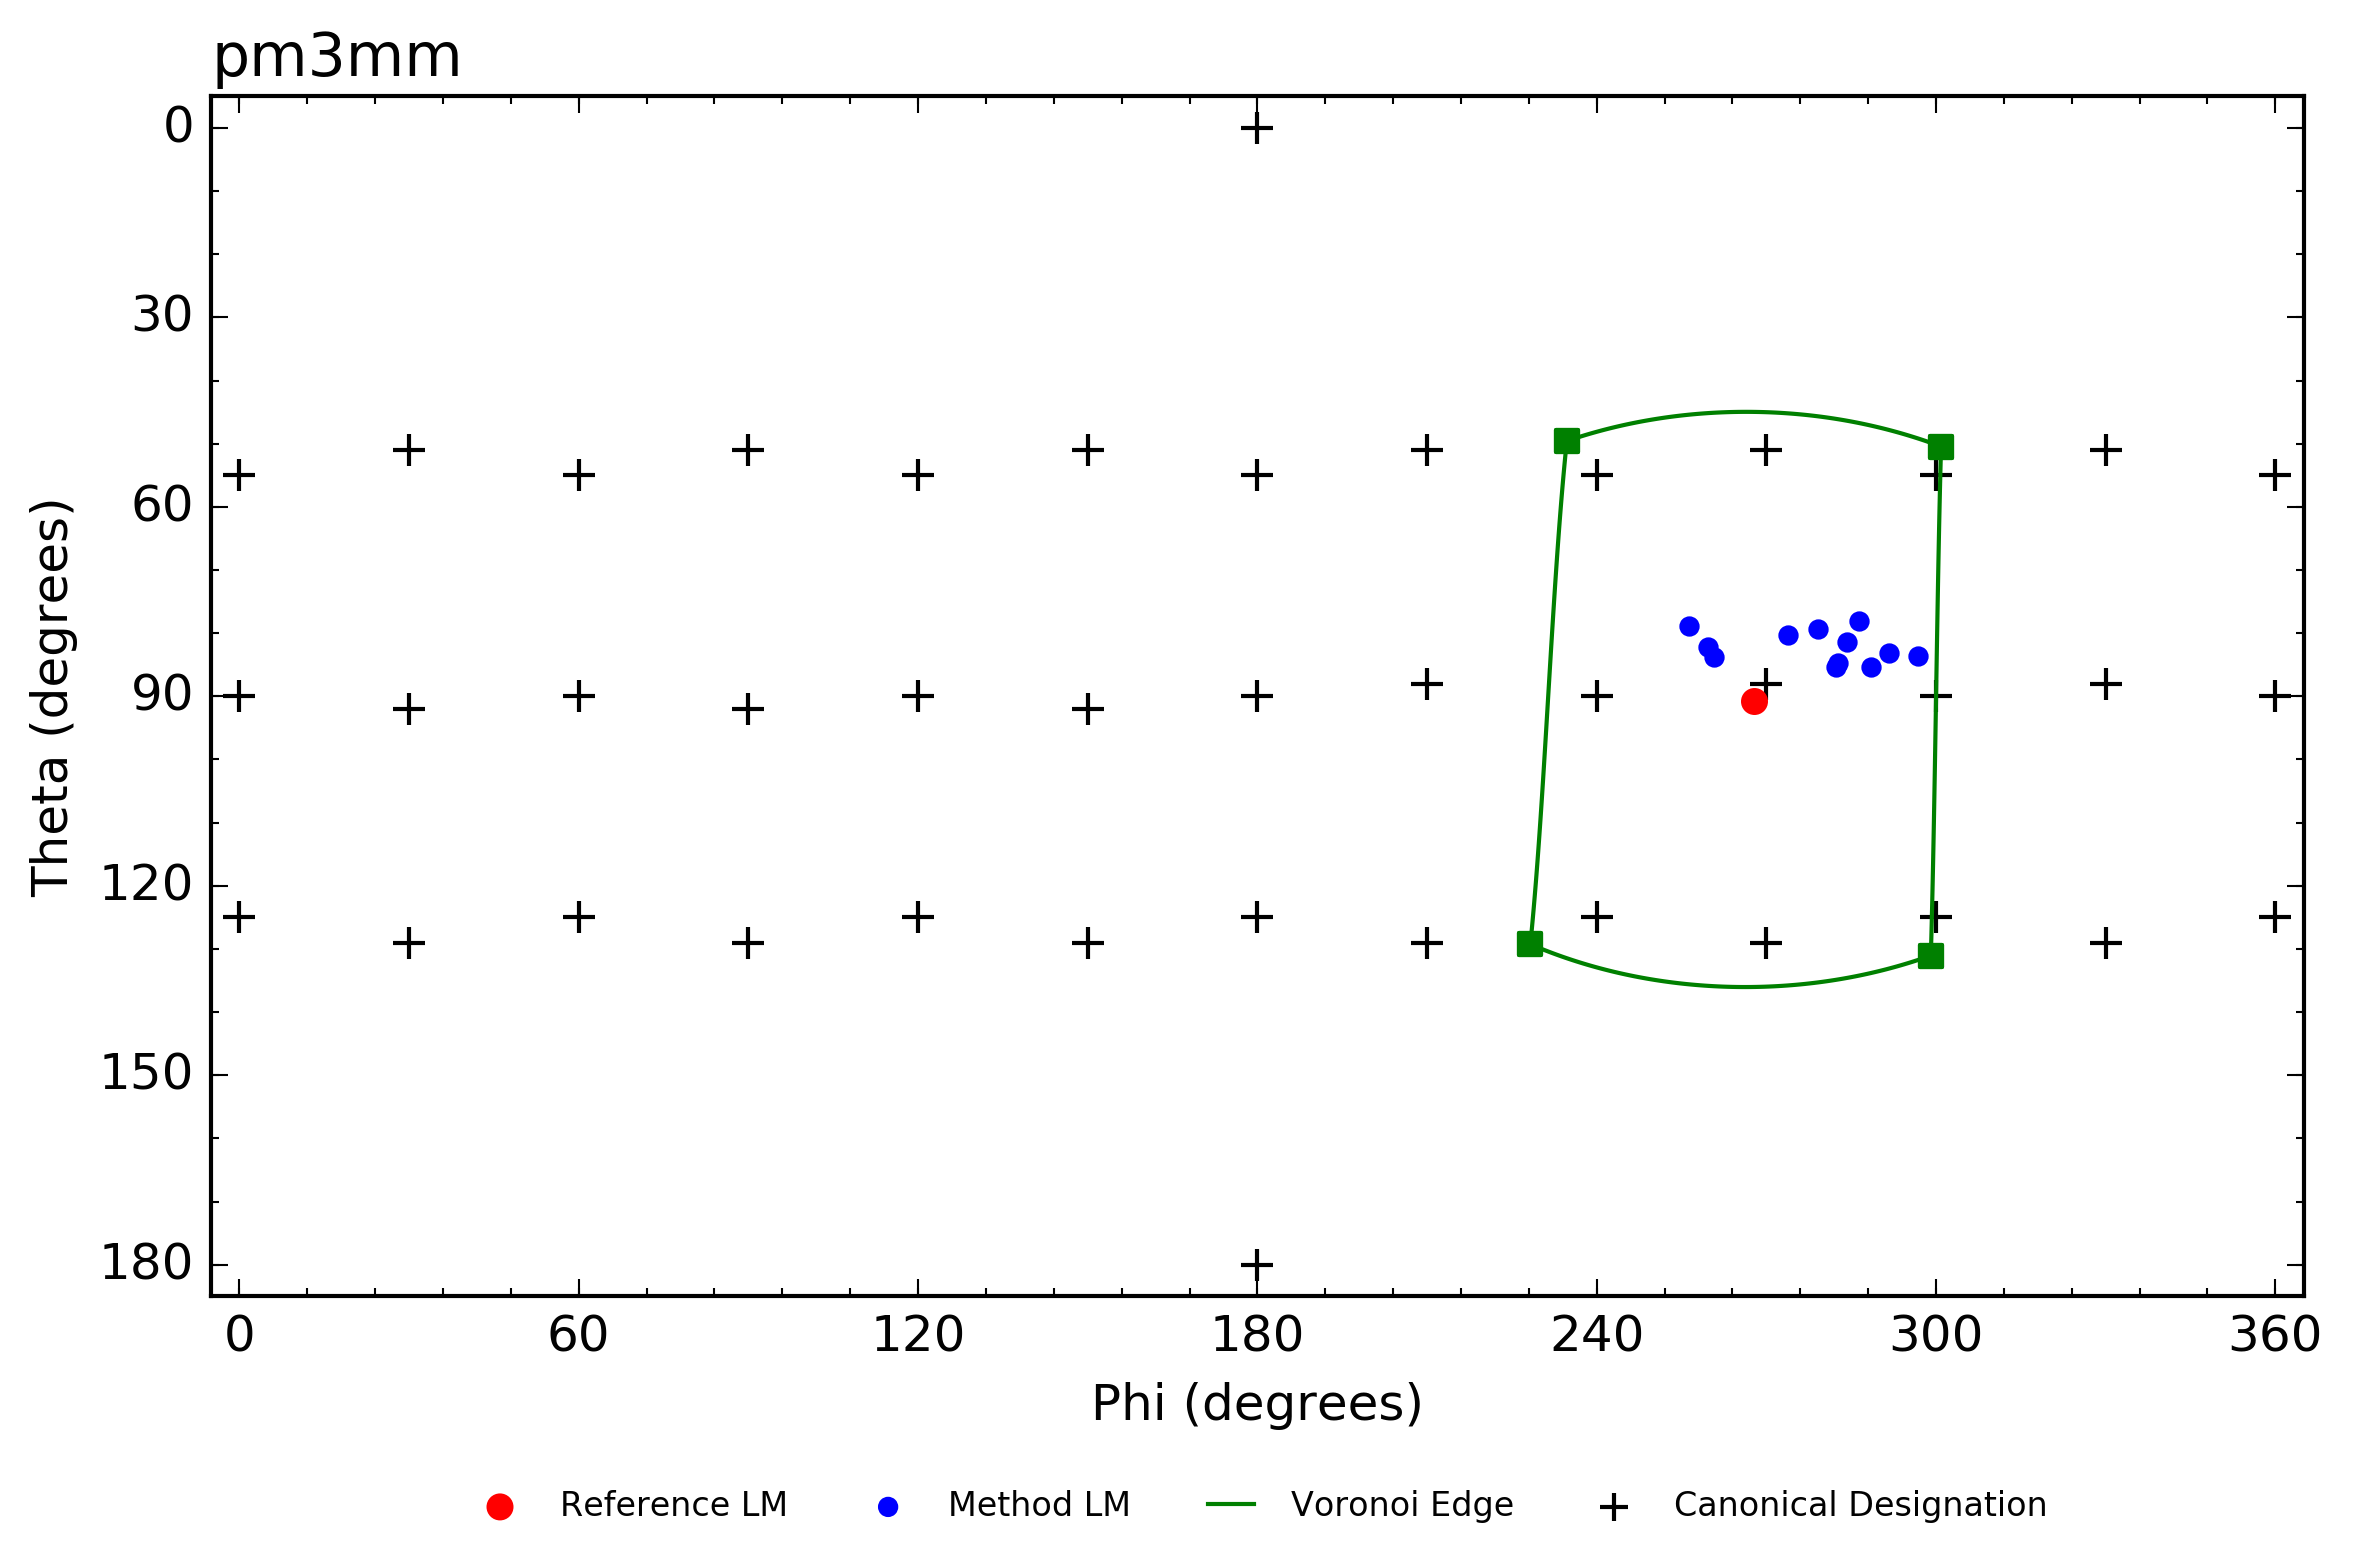 pm3mm
0
30
60
90
120
150
180
Theta (degrees)
0 60 120 180 240 300 360
Phi (degrees)
Reference LM Method LM Voronoi Edge Canonical Designation